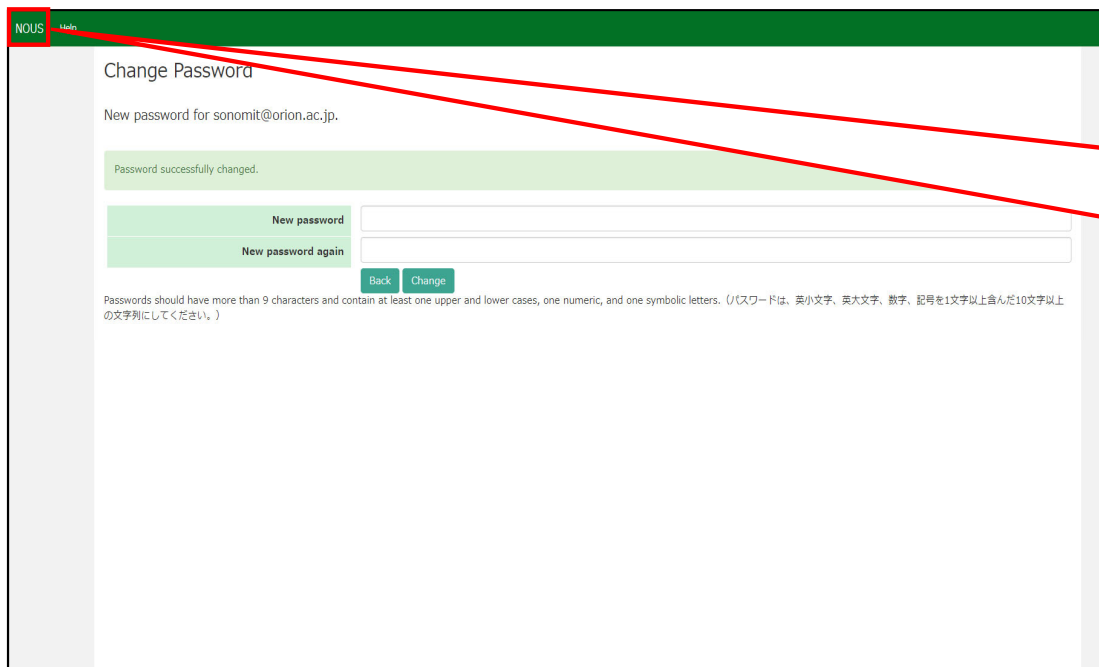 NOUS Help
Change Password
New password for sonomit@orion.ac.jp.
Password successfully changed.
New password
New password again
Back Change
Passwords should have more than 9 characters and contain at least one upper and lower cases, one numeric, and one symbolic letters.（パスワードは、英小文字、英大文字、数字、記号を1文字以上含んだ10文字以上
の文字列にしてください。）